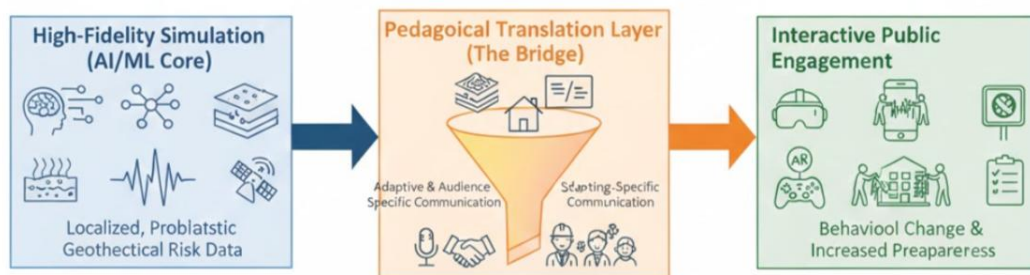 High-Fidelity Simulation
(AI/ML Core)
Localized, Problatstic
Geothectical Risk Data
Pedagoical Translation Layer
(The Bridge)
Adaptive & Audience
Specific Communication
Communication
Interactive Public
Engagement
AR
Behaviool Change &
Increased Preaparerss